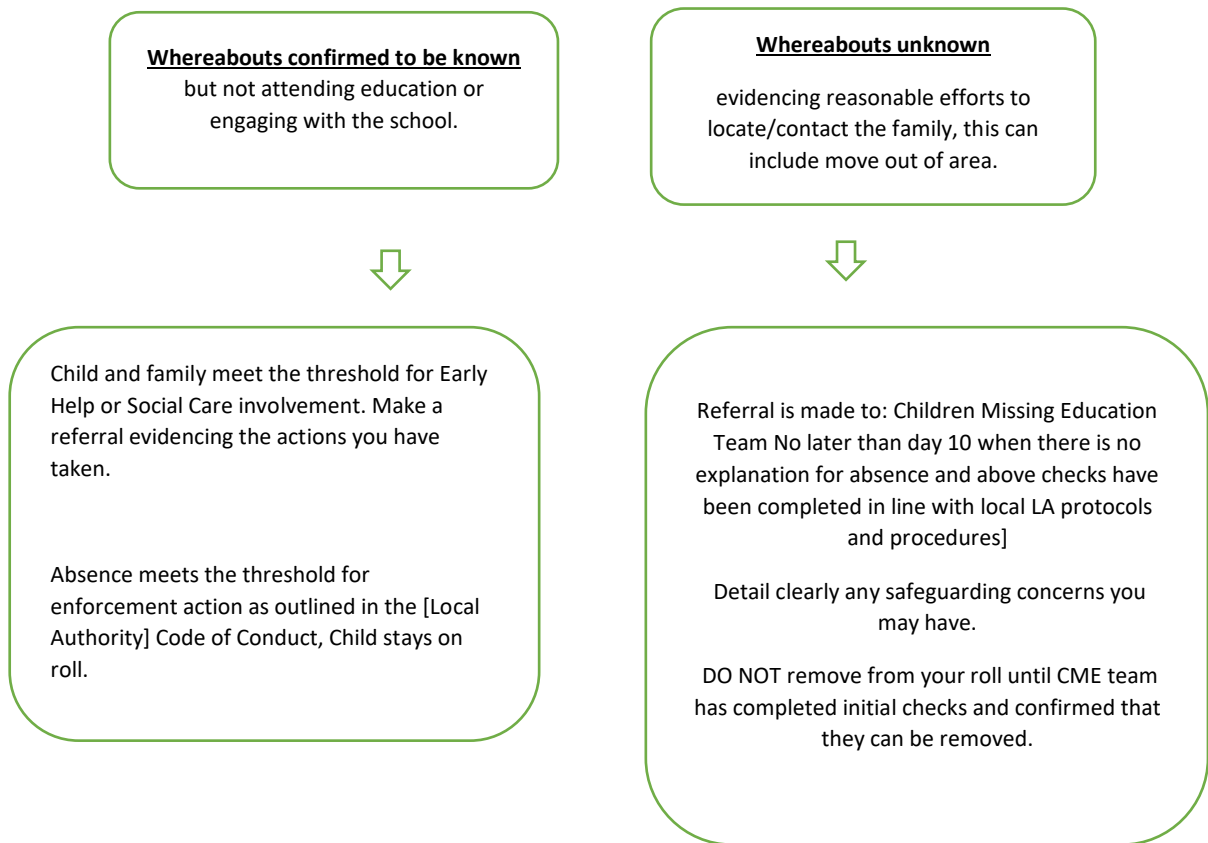 Whereabouts confirmed to be known
but not attending education or
engaging with the school.
Whereabouts unknown
evidencing reasonable efforts to
locate/contact the family, this can
include move out of area.
Child and family meet the threshold for Early
Help or Social Care involvement. Make a
referral evidencing the actions you have
taken.
Absence meets the threshold for
enforcement action as outlined in the [Local
Authority] Code of Conduct, Child stays on
roll.
Referral is made to: Children Missing Education
Team No later than day 10 when there is no
explanation for absence and above checks have
been completed in line with local LA protocols
and procedures]
Detail clearly any safeguarding concerns you
may have.
DO NOT remove from your roll until CME team
has completed initial checks and confirmed that
they can be removed.